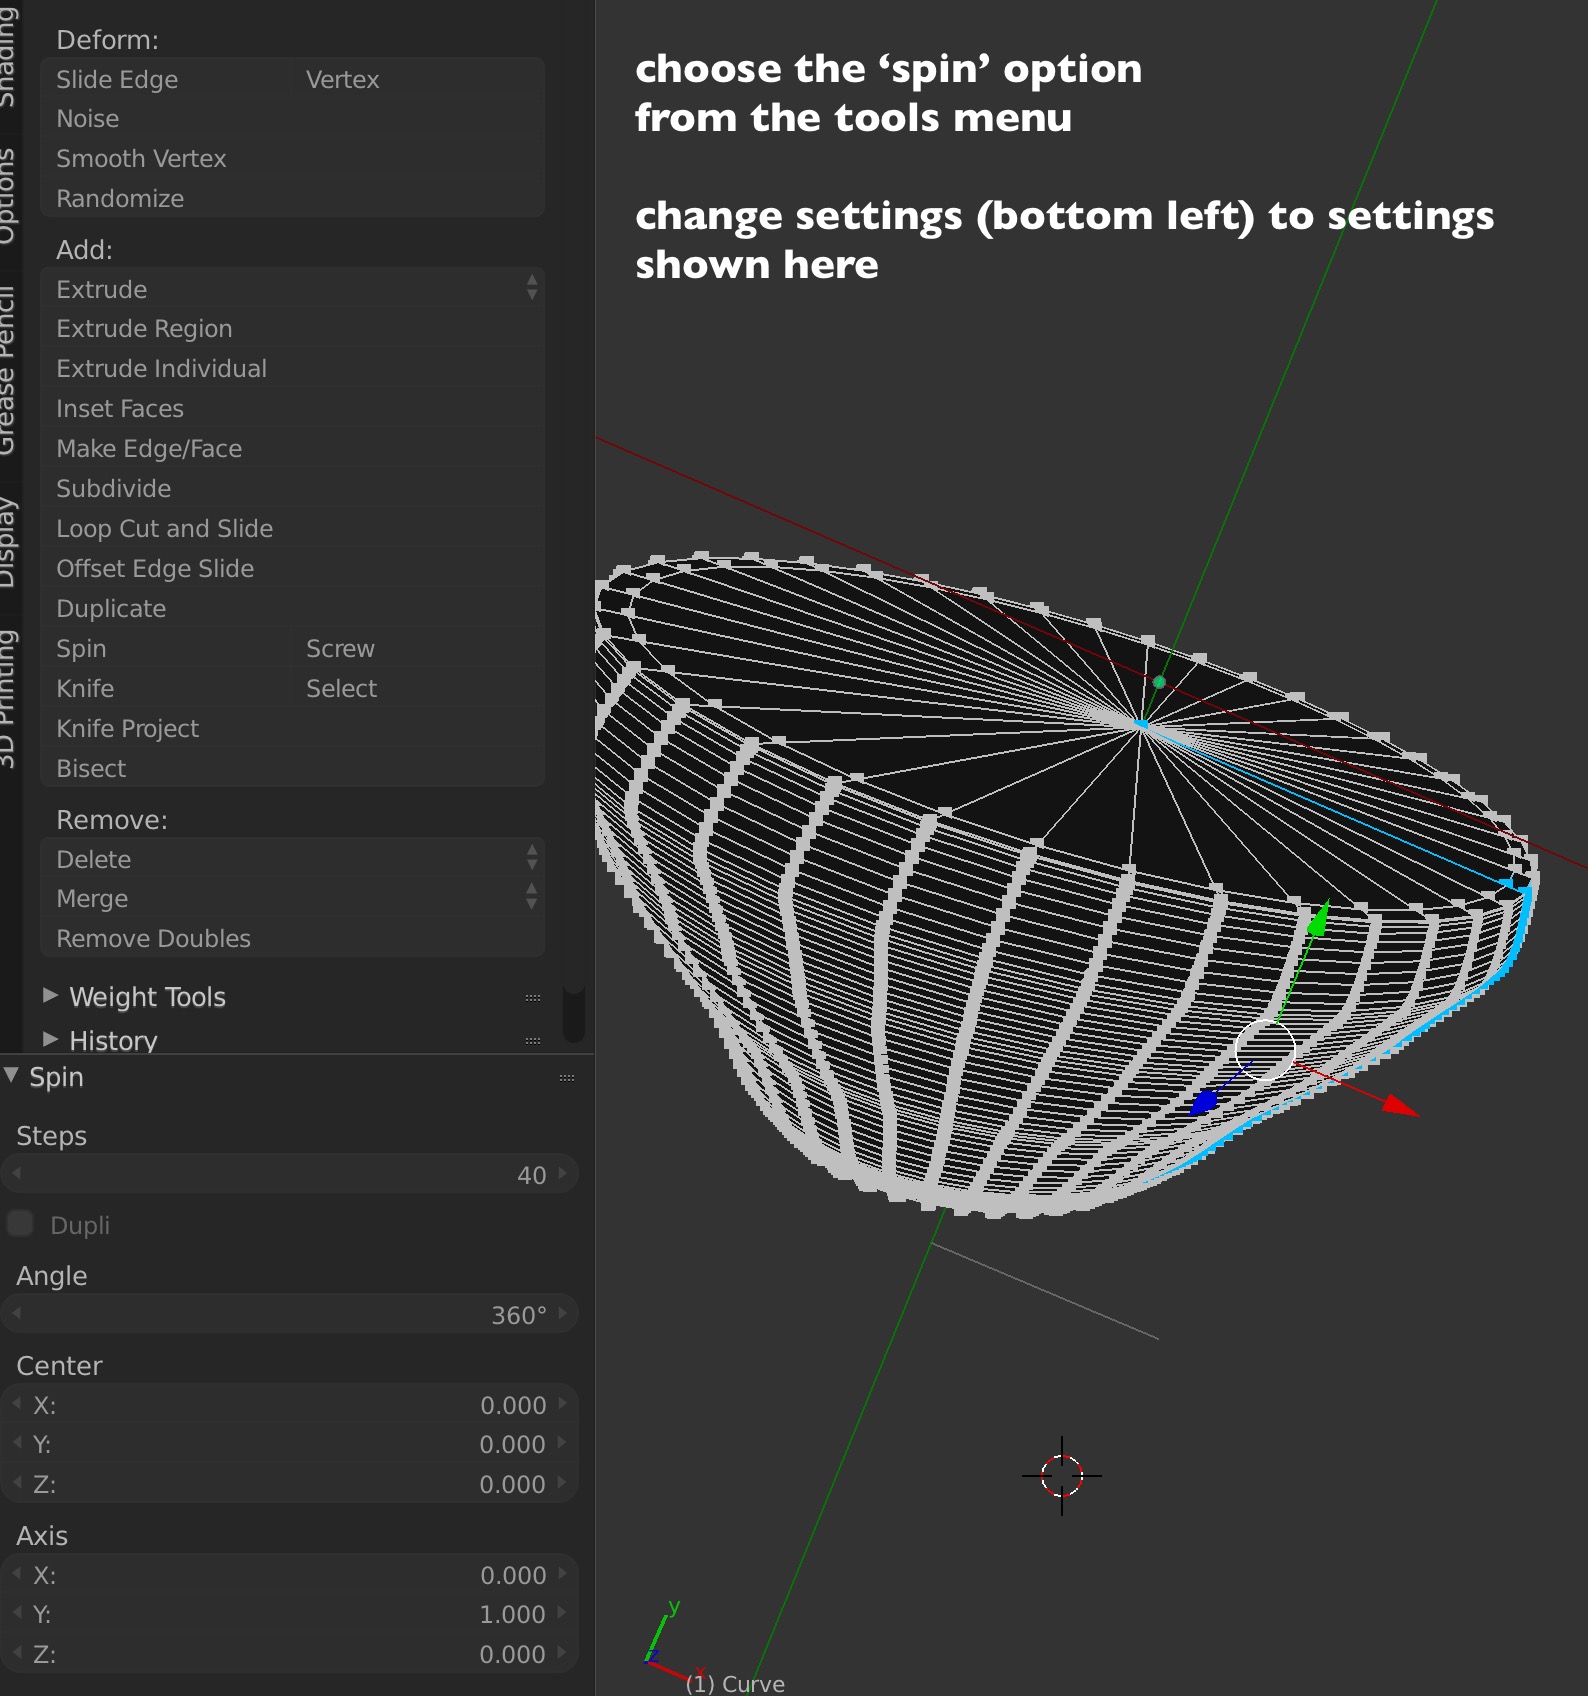 Shading
Options
Grease Pencil
Display
3D Printing
Deform:
Slide Edge Vertex
Noise
Smooth Vertex
Randomize
Add:
Extrude
Extrude Region
Extrude Individual
Inset Faces
Make Edge/Face
Subdivide
Loop Cut and Slide
Offset Edge Slide
Duplicate
Spin Screw
Knife Select
Knife Project
Bisect
Remove:
Delete
Merge
Remove Doubles
Weight Tools
History
Spin
Steps
40
Dupli
Angle
360°
Center
X: 0.000
Y: 0.000
Z: 0.000
Axis
X: 0.000
Y: 1.000
Z: 0.000
choose the ‘spin’ option
from the tools menu
change settings (bottom left) to settings
shown here
y
z
x
(1) Curve